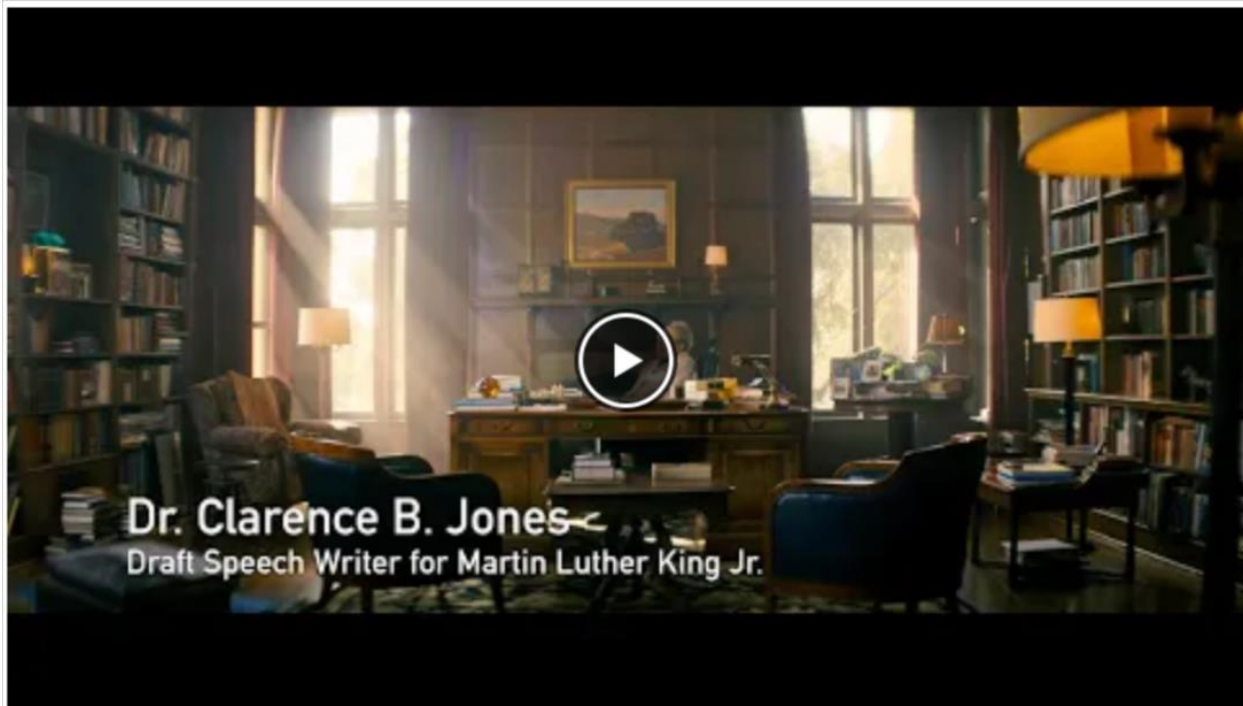 Dr. Clarence B. Jones
Draft Speech Writer for Martin Luther King Jr.